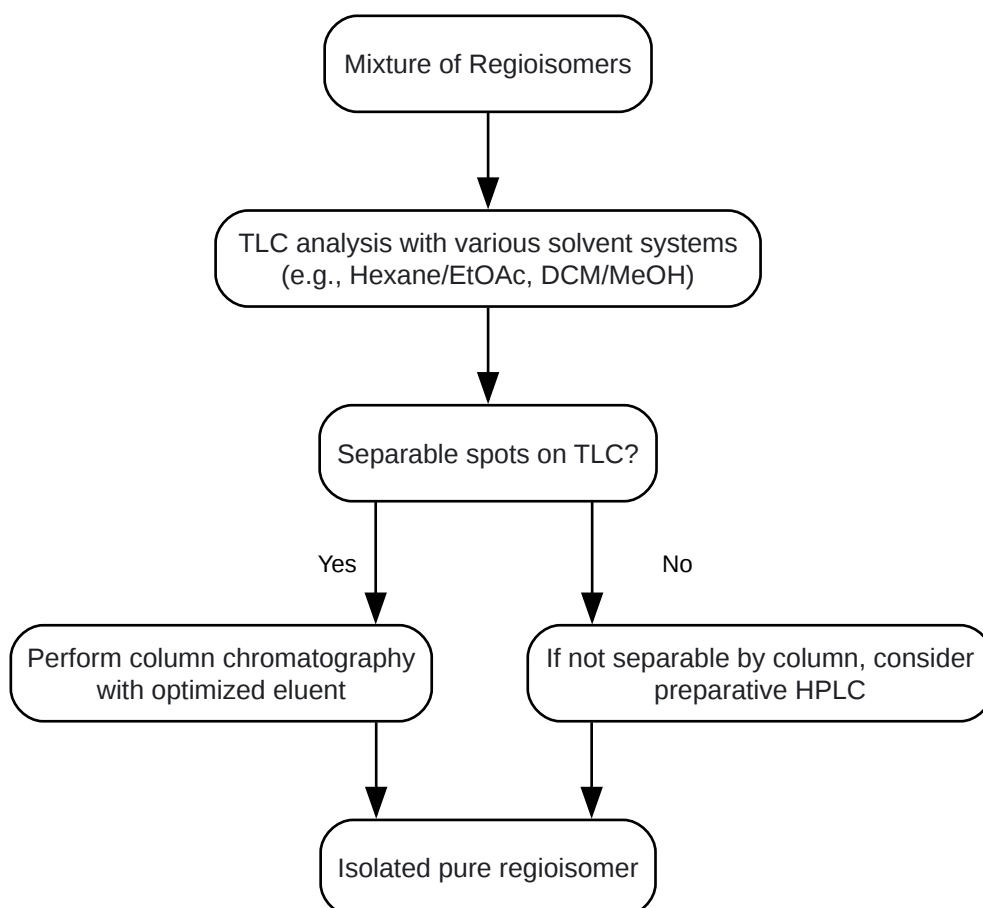 Mixture of Regioisomers
TLC analysis with various solvent systems
(e.g., Hexane/EtOAc, DCM/MeOH)
Separable spots on TLC?
Yes
No
Perform column chromatography
with optimized eluent
If not separable by column, consider
preparative HPLC
Isolated pure regioisomer